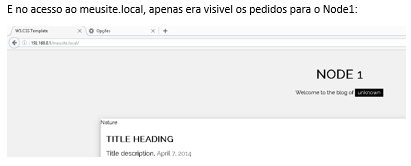 E no acesso ao meusite.local, apenas era visivel os pedidos para o Node1:
W3.CSS Template
Opções
192.168.0.1/meusite.local/
NODE 1
Welcome to the blog of unknown
Nature
TITLE HEADING
Title description, April 7, 2014